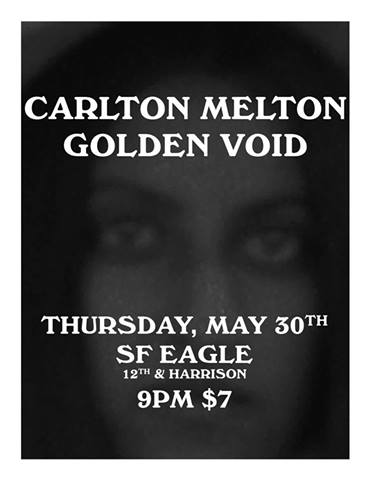 CARLTON MELTON
GOLDEN VOID
THURSDAY, MAY 30TH
SF EAGLE
12TH & HARRISON
9PM $7